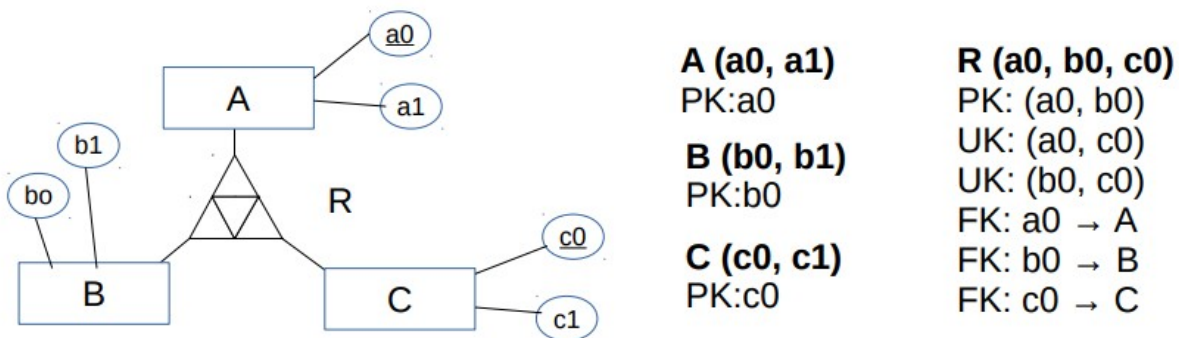 a0
A
a1
b1
bo
R
B
C
c0
c1
A (a0, a1)
PK:a0
B (b0, b1)
PK:b0
C (c0, c1)
PK:c0
R (a0, b0, c0)
PK: (a0, b0)
UK: (a0, c0)
UK: (b0, c0)
FK: a0 → A
FK: b0 → B
FK: c0 → C